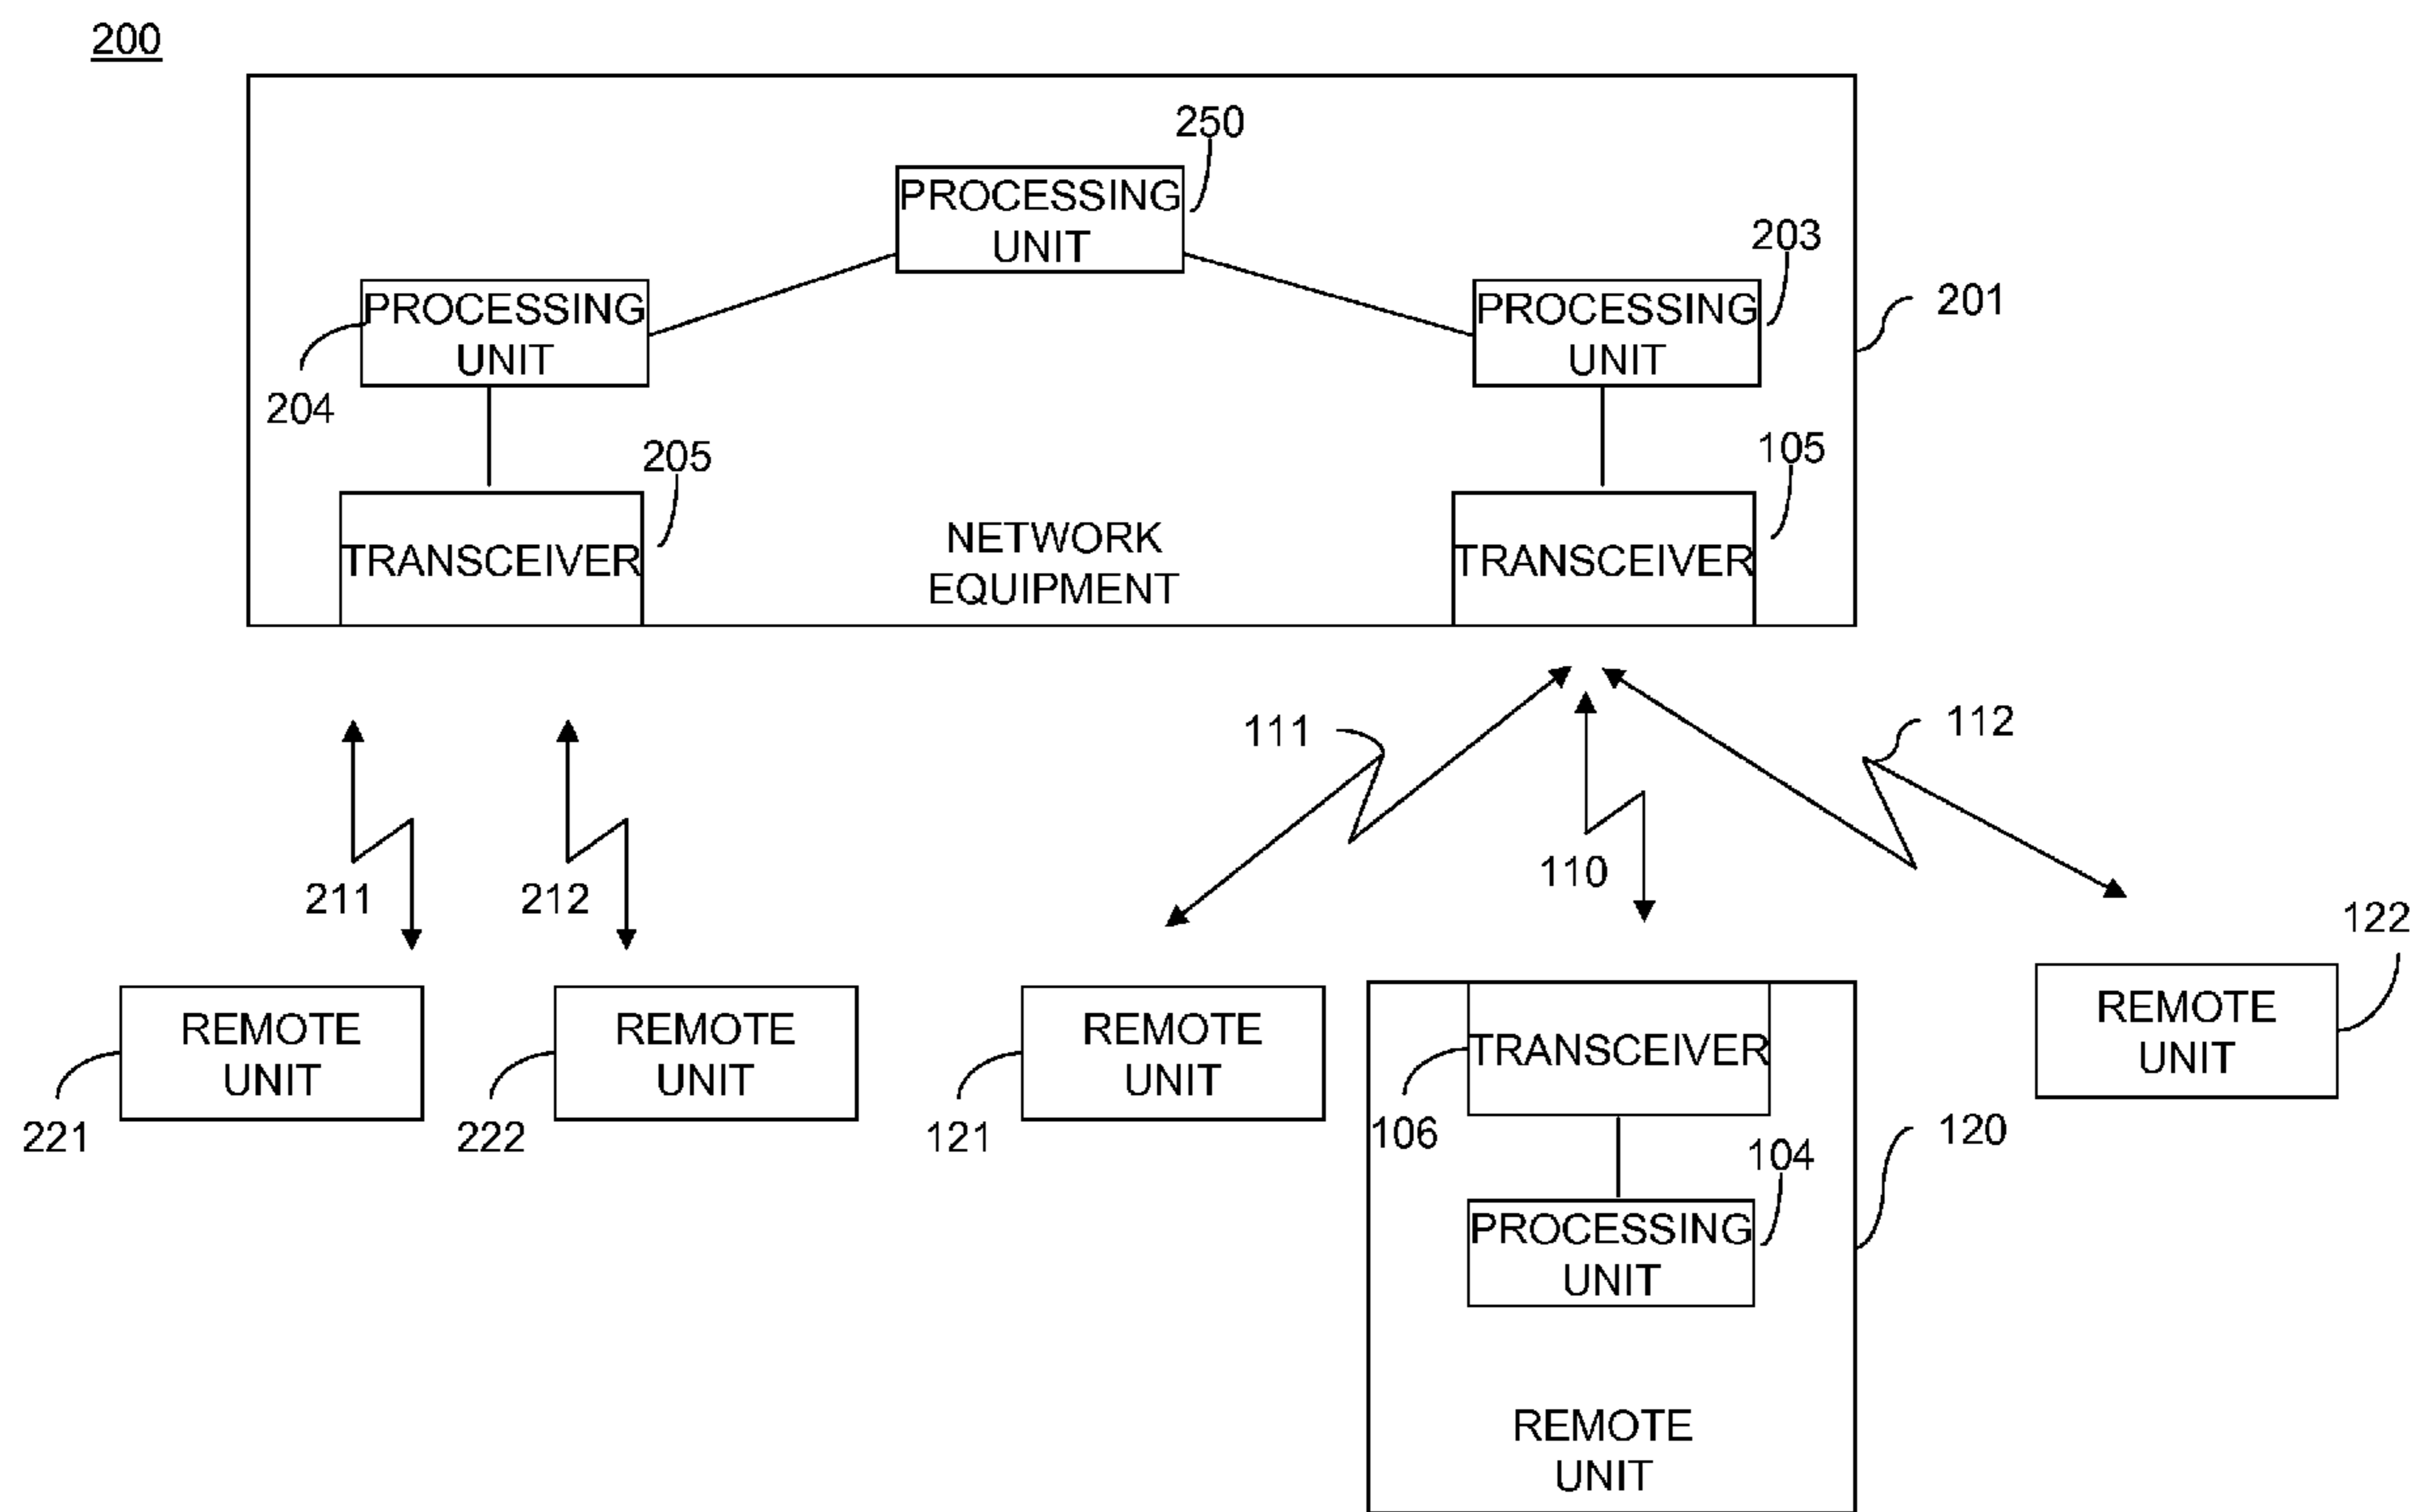 200
250
PROCESSING
UNIT
203
PROCESSING
UNIT
204
PROCESSING
UNIT
201
205
105
TRANSCEIVER
NETWORK
EQUIPMENT
TRANSCEIVER
111
112
110
211
212
122
REMOTE
UNIT
221
REMOTE
UNIT
222
REMOTE
UNIT
121
TRANSCEIVER
106
REMOTE
UNIT
120
104
PROCESSING
UNIT
REMOTE
UNIT